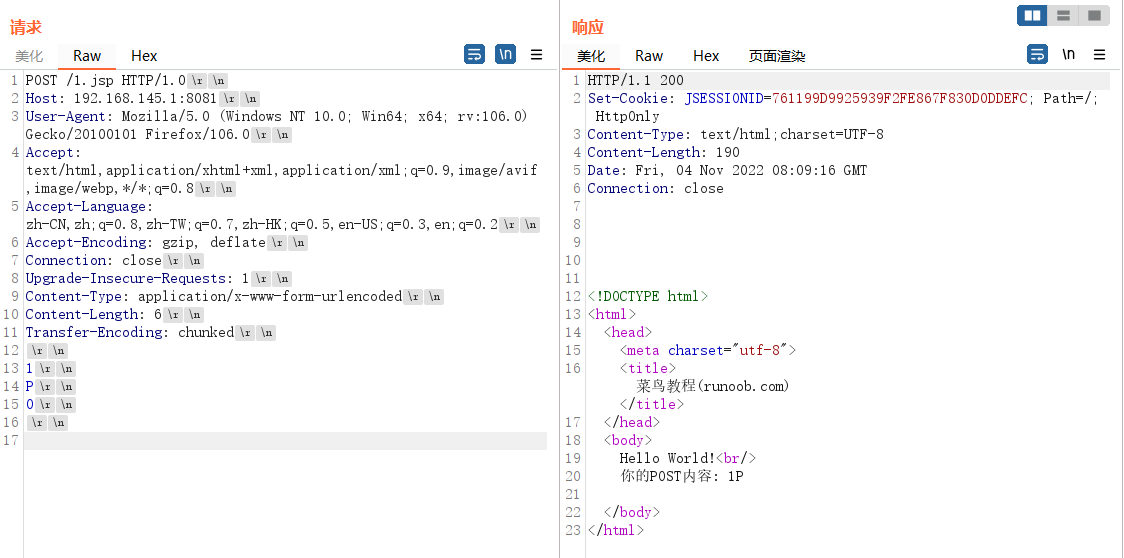 请求
美化 Raw Hex \n
1 POST /1.jsp HTTP/1.0 \r \n
2 Host: 192.168.145.1:8081 \r \n
3 User-Agent: Mozilla/5.0 (Windows NT 10.0; Win64; x64; rv:106.0)
Gecko/20100101 Firefox/106.0 \r \n
4 Accept:
text/html,application/xhtml+xml,application/xml;q=0.9,image/avif
,image/webp,*/*;q=0.8 \r \n
5 Accept-Language:
zh-CN,zh;q=0.8,zh-TW;q=0.7,zh-HK;q=0.5,en-US;q=0.3,en;q=0.2 \r \n
6 Accept-Encoding: gzip, deflate \r \n
7 Connection: close \r \n
8 Upgrade-Insecure-Requests: 1 \r \n
9 Content-Type: application/x-www-form-urlencoded \r \n
10 Content-Length: 6 \r \n
11 Transfer-Encoding: chunked \r \n
12 \r \n
13 1 \r \n
14 P \r \n
15 0 \r \n
16 \r \n
17
响应
美化 Raw Hex 页面渲染 \n
1 HTTP/1.1 200
2 Set-Cookie: JSESSIONID=761199D9925939F2FE867F830D0DDEFC; Path=/;
HttpOnly
3 Content-Type: text/html;charset=UTF-8
4 Content-Length: 190
5 Date: Fri, 04 Nov 2022 08:09:16 GMT
6 Connection: close
7
8
9
10
11
12 <!DOCTYPE html>
13 <html>
14 <head>
15 <meta charset="utf-8">
16 <title>
菜鸟教程(runoob.com)
</title>
17 </head>
18 <body>
19 Hello World!<br/>
20 你的POST内容: 1P
21
22 </body>
23 </html>